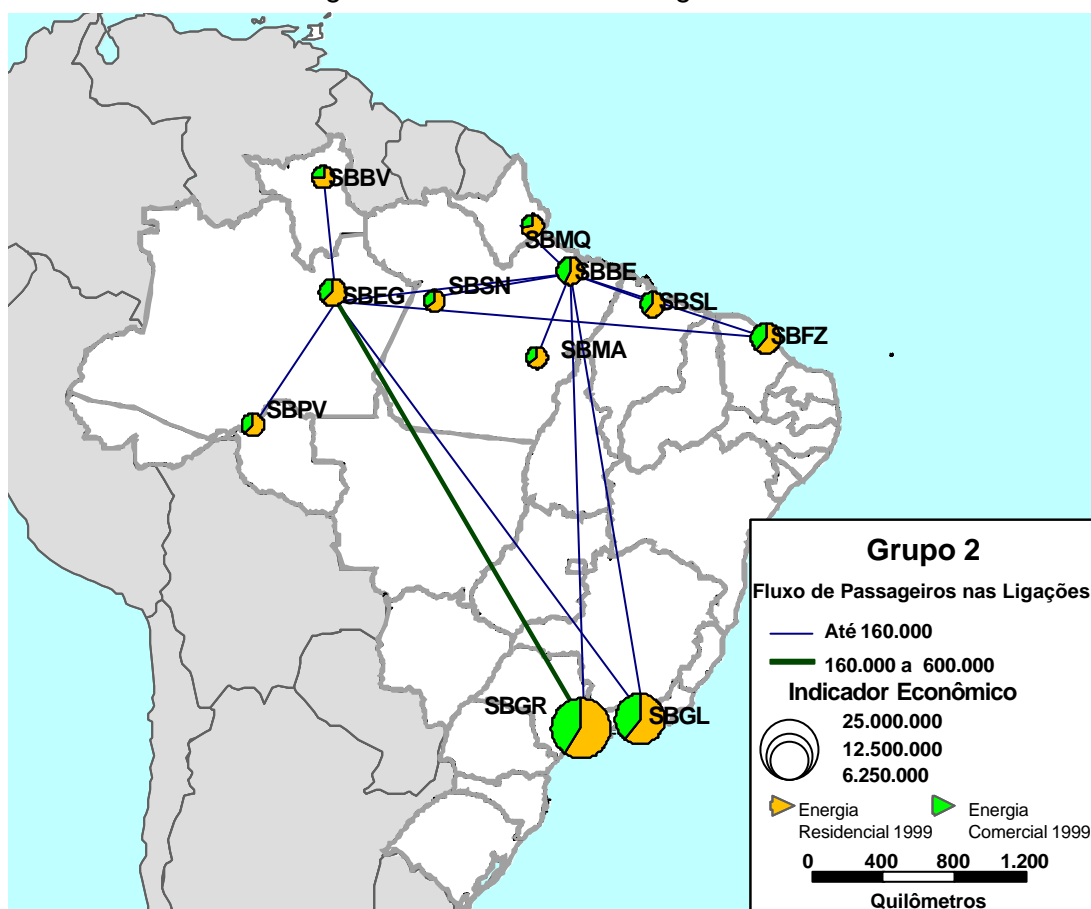 SBBV
SBMQ
SBBE
SBSN
SBEG
SBSL
SBFZ
SBMA
SBPV
SBGR
SBGL
Grupo 2
Fluxo de Passageiros nas Ligações
Até 160.000
160.000 a 600.000
Indicador Econômico
25.000.000
12.500.000
6.250.000
Energia
Residencial 1999
Energia
Comercial 1999
0 400 800 1.200
Quilômetros